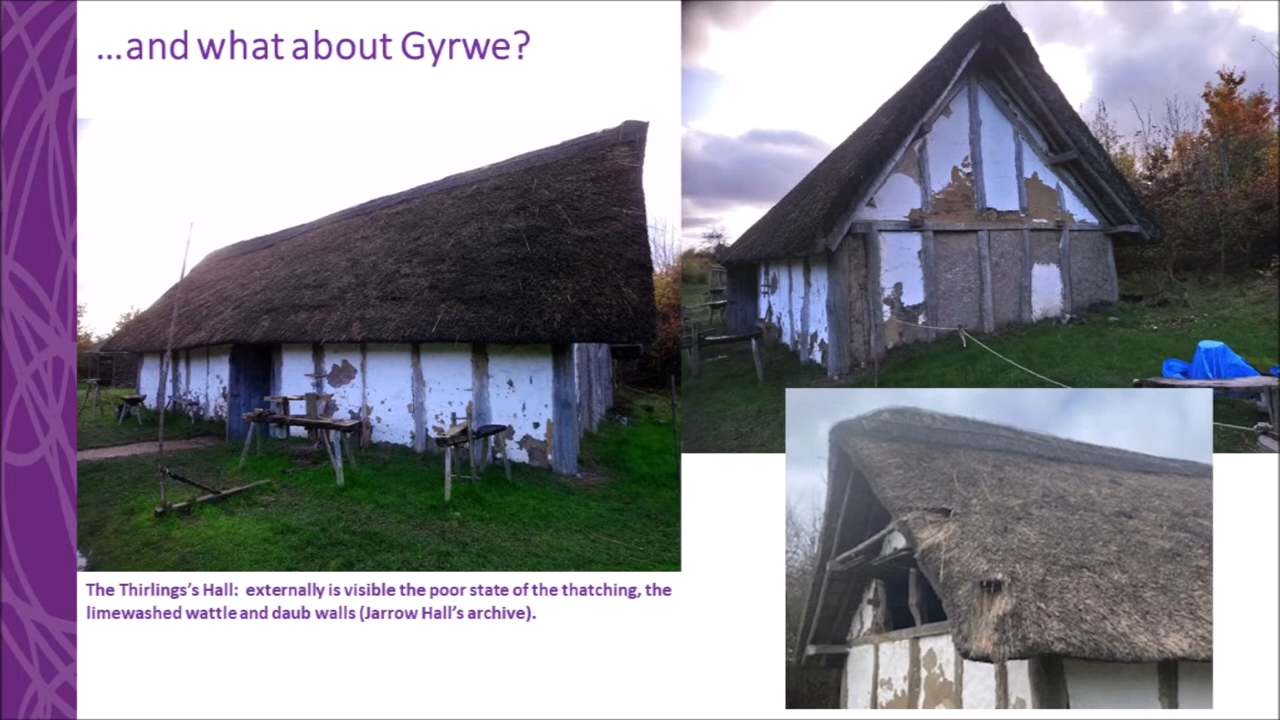 ...and what about Gyrwe?
The Thirlings's Hall:  externally is visible the poor state of the thatching, the
limewashed wattle and daub walls (Jarrow Hall's archive).